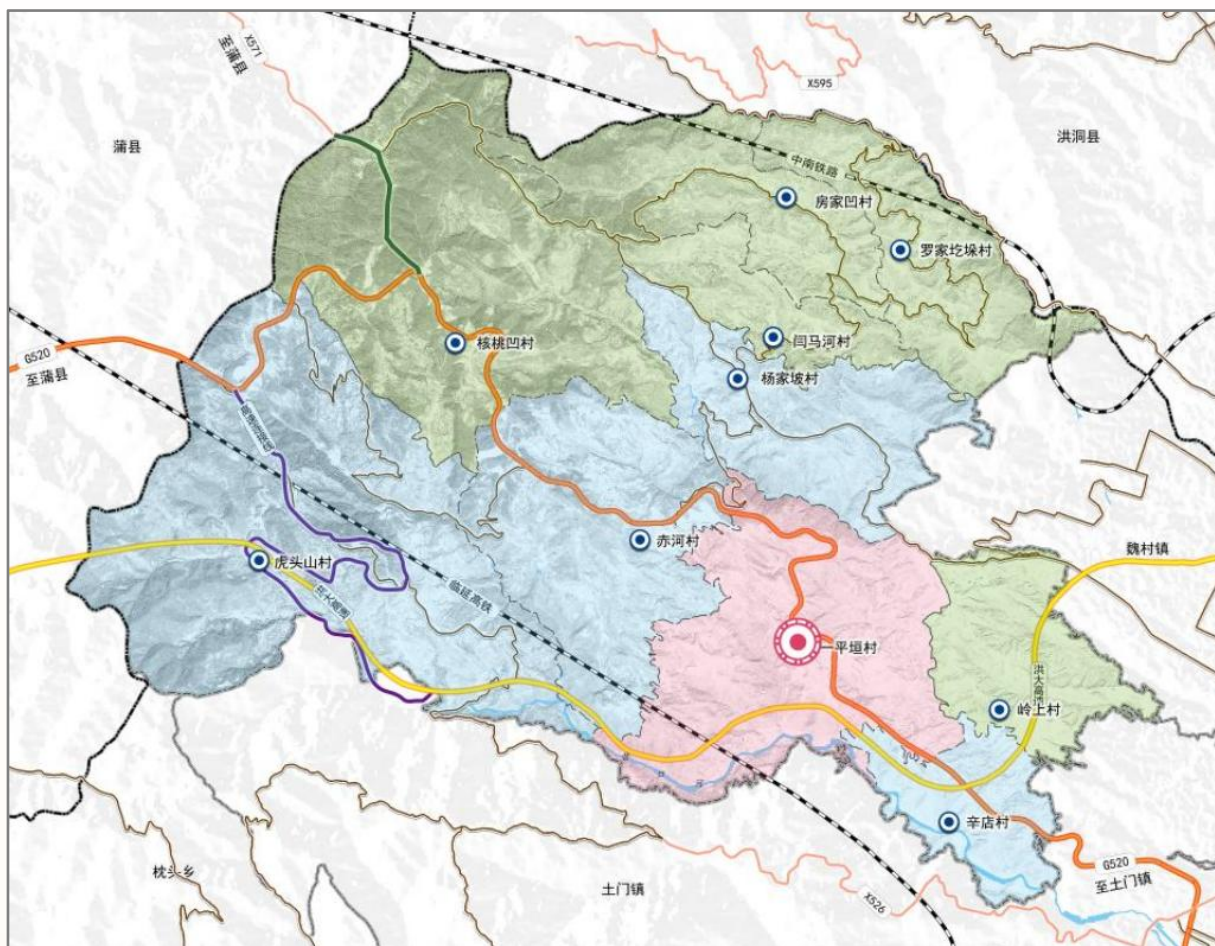 X571
至蒲县
X595
蒲县
洪洞县
中南铁路
房家凹村
罗家圪垛村
核桃凹村
闫马河村
杨家坡村
G520
至蒲县
赤河村
魏村镇
虎头山村
临延高铁
洪大高速
平垣村
洪大高速
岭上村
辛店村
G520
至土门镇
枕头乡
土门镇
X526